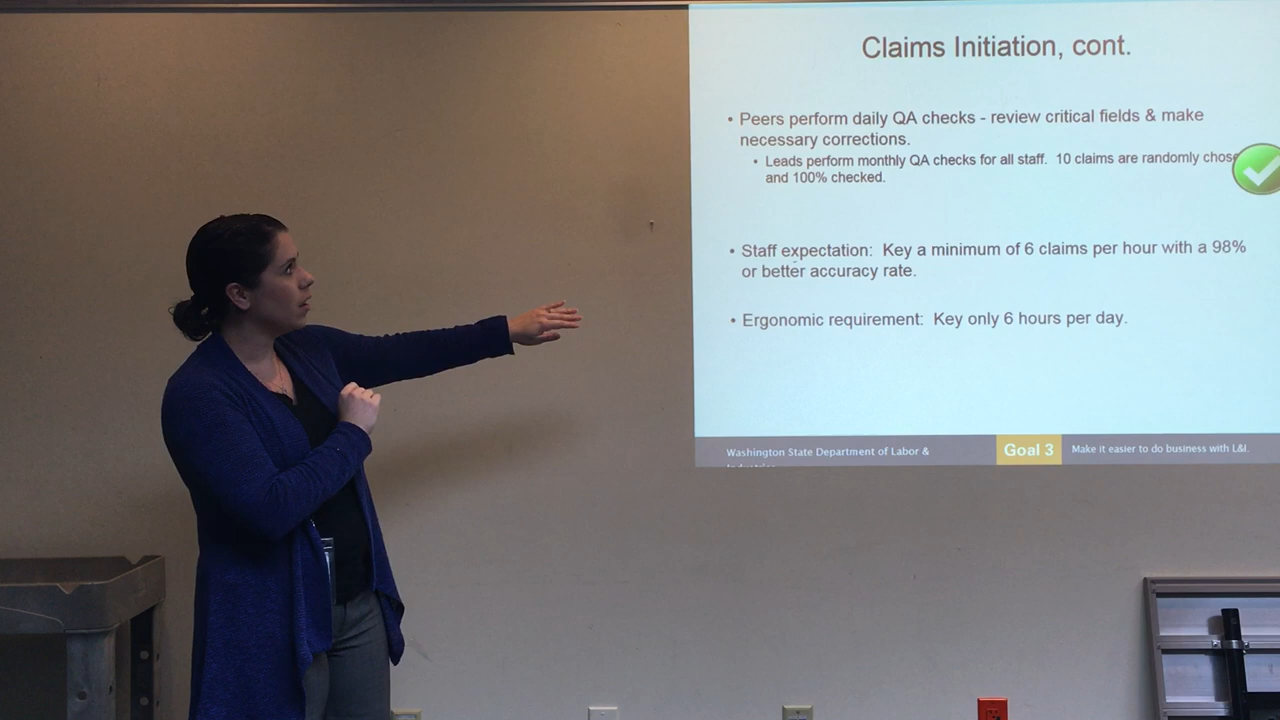 Claims Initiation, cont.
• Peers perform daily QA checks - review critical fields & make
necessary corrections.
• Leads perform monthly QA checks for all staff.  10 claims are randomly
and 100% checked.
• Staff expectation:  Key a minimum of 6 claims per hour with a 98%
or better accuracy rate.
• Ergonomic requirement:  Key only 6 hours per day.
Washington State Department of Labor &
Goal 3
Make it easier to do business with L&I.